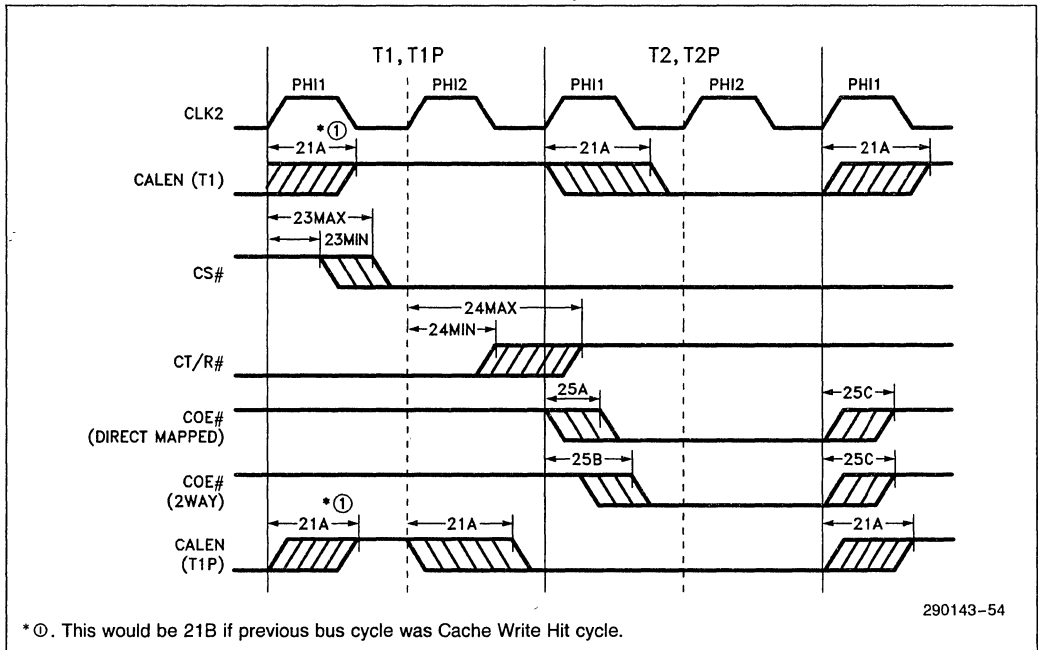 T1, T1P T2, T2P
PHI1 PHI2 PHI1 PHI2 PHI1
CLK2
*①
21A 21A 21A
CALEN (T1)
23MAX
23MIN
CS#
24MAX
24MIN
CT/R#
25A 25C
COE#
(DIRECT MAPPED)
25B 25C
COE#
(2WAY)
*①
21A 21A 21A
CALEN
(T1P)
290143–54
*①. This would be 21B if previous bus cycle was Cache Write Hit cycle.